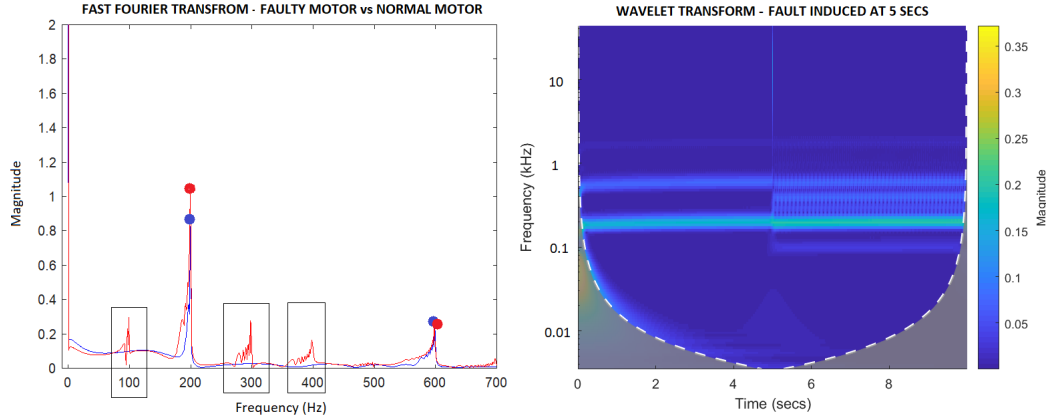 FAST FOURIER TRANSFROM - FAULTY MOTOR vs NORMAL MOTOR
2
1.8
1.6
1.4
1.2
1
0.8
0.6
0.4
0.2
0
Magnitude
0 100 200 300 400 500 600 700
Frequency (Hz)
WAVELET TRANSFORM - FAULT INDUCED AT 5 SECS
10
1
0.1
0.01
Frequency (kHz)
0 2 4 6 8
Time (secs)
0.35
0.3
0.25
0.2
0.15
0.1
0.05
Magnitude